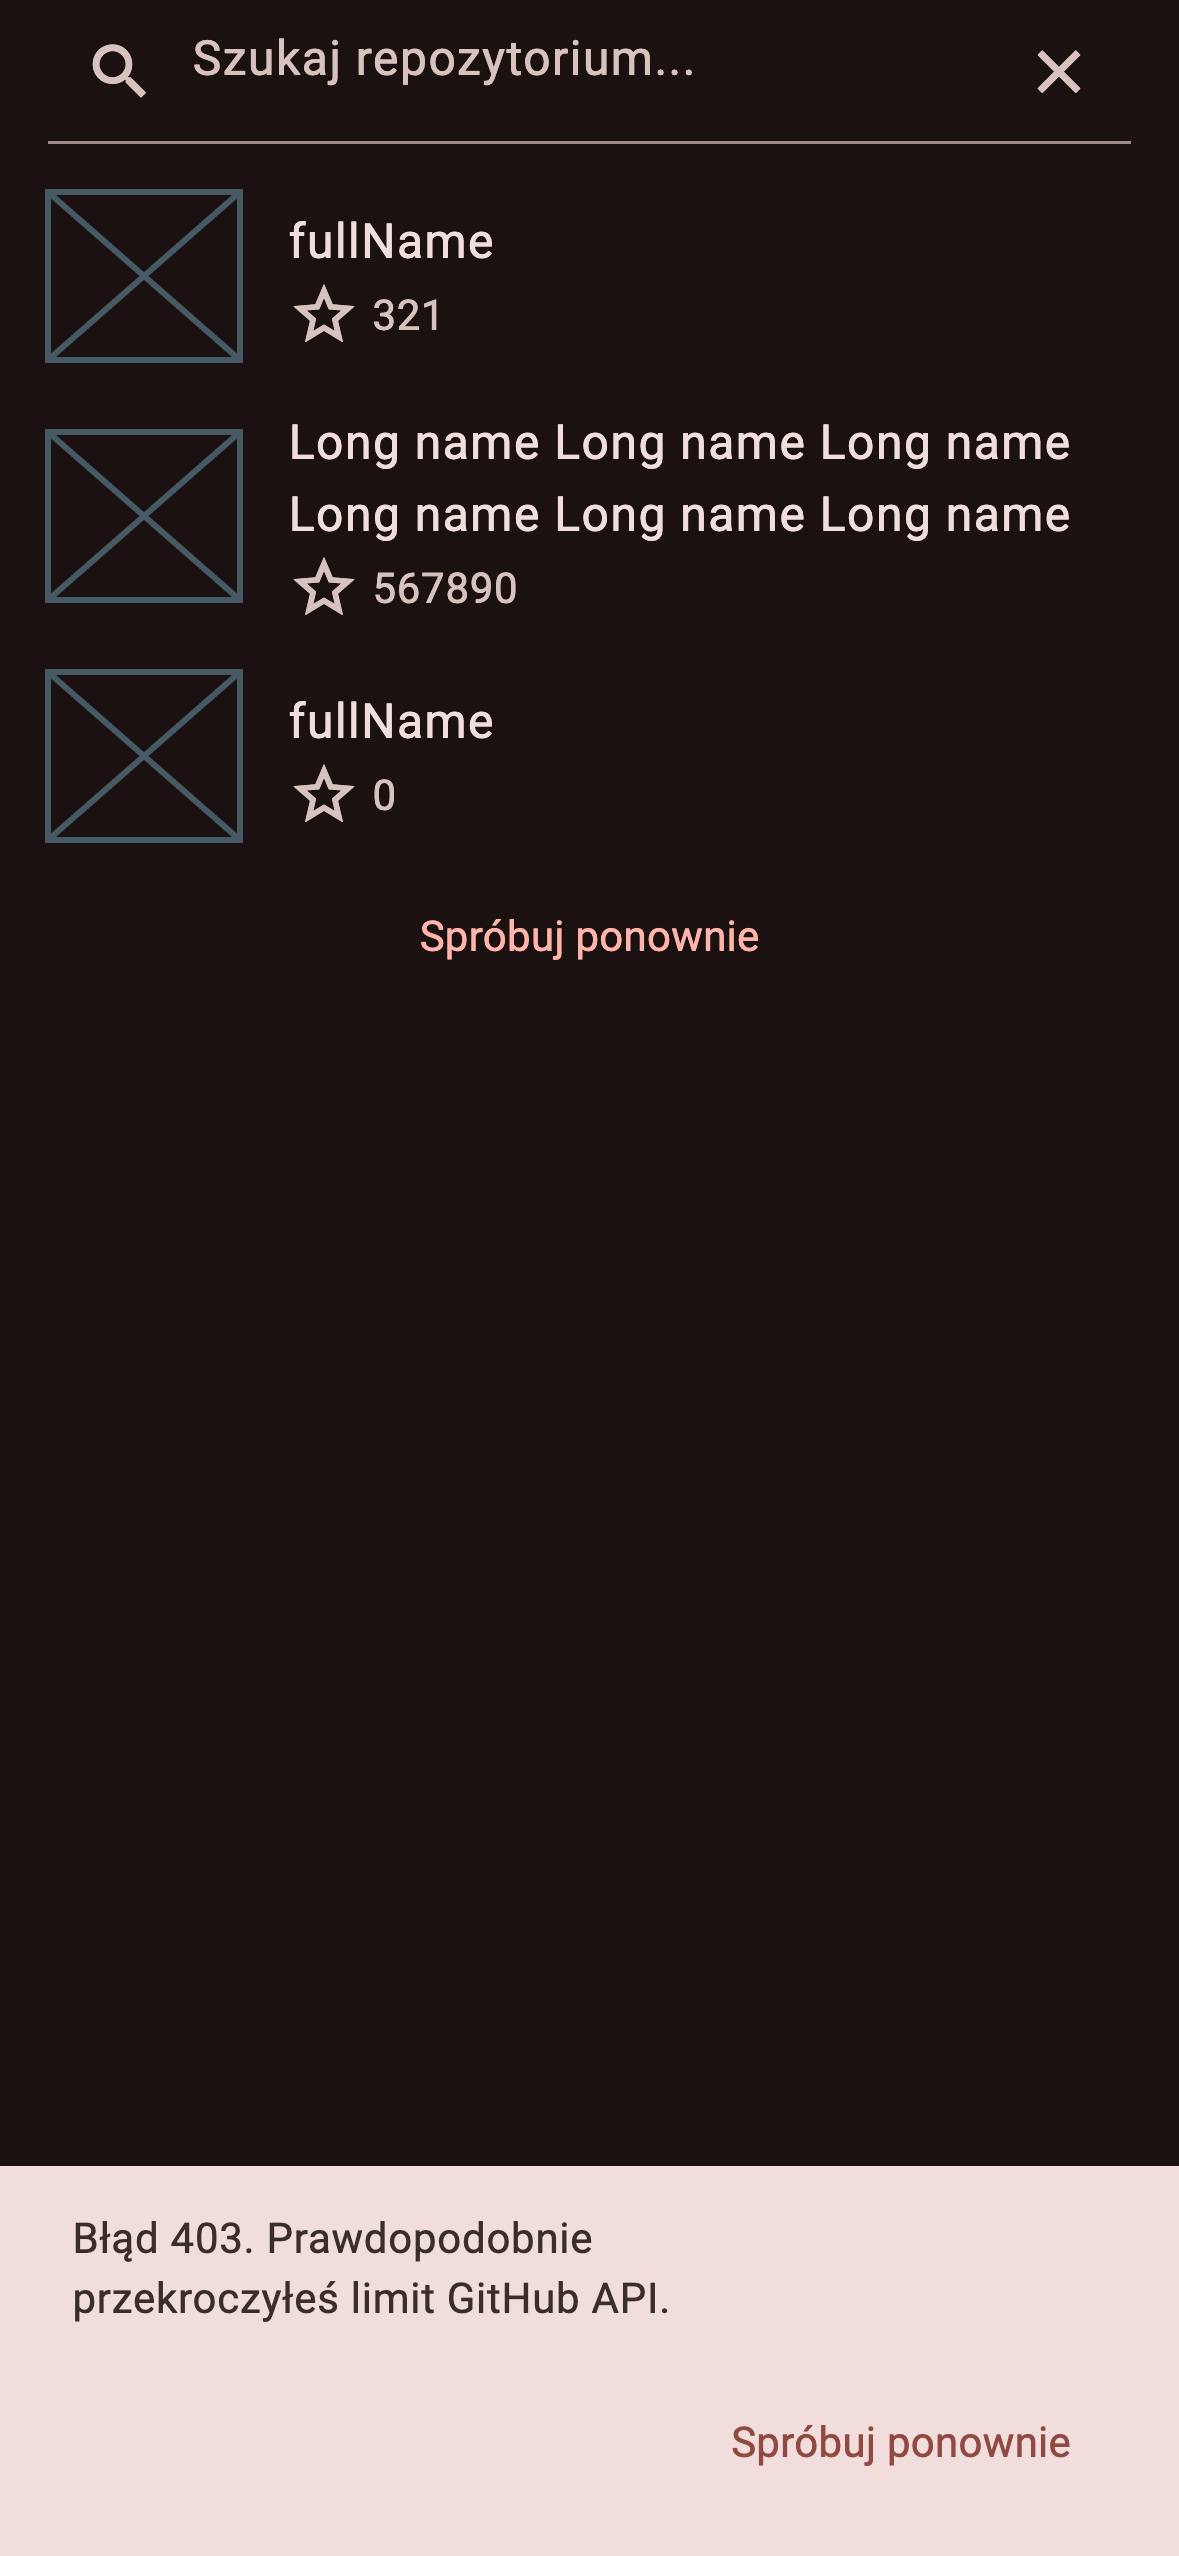 Szukaj repozytorium...
fullName
321
Long name Long name Long name
Long name Long name Long name
567890
fullName
0
Spróbuj ponownie
Błąd 403. Prawdopodobnie
przekroczyłeś limit GitHub API.
Spróbuj ponownie